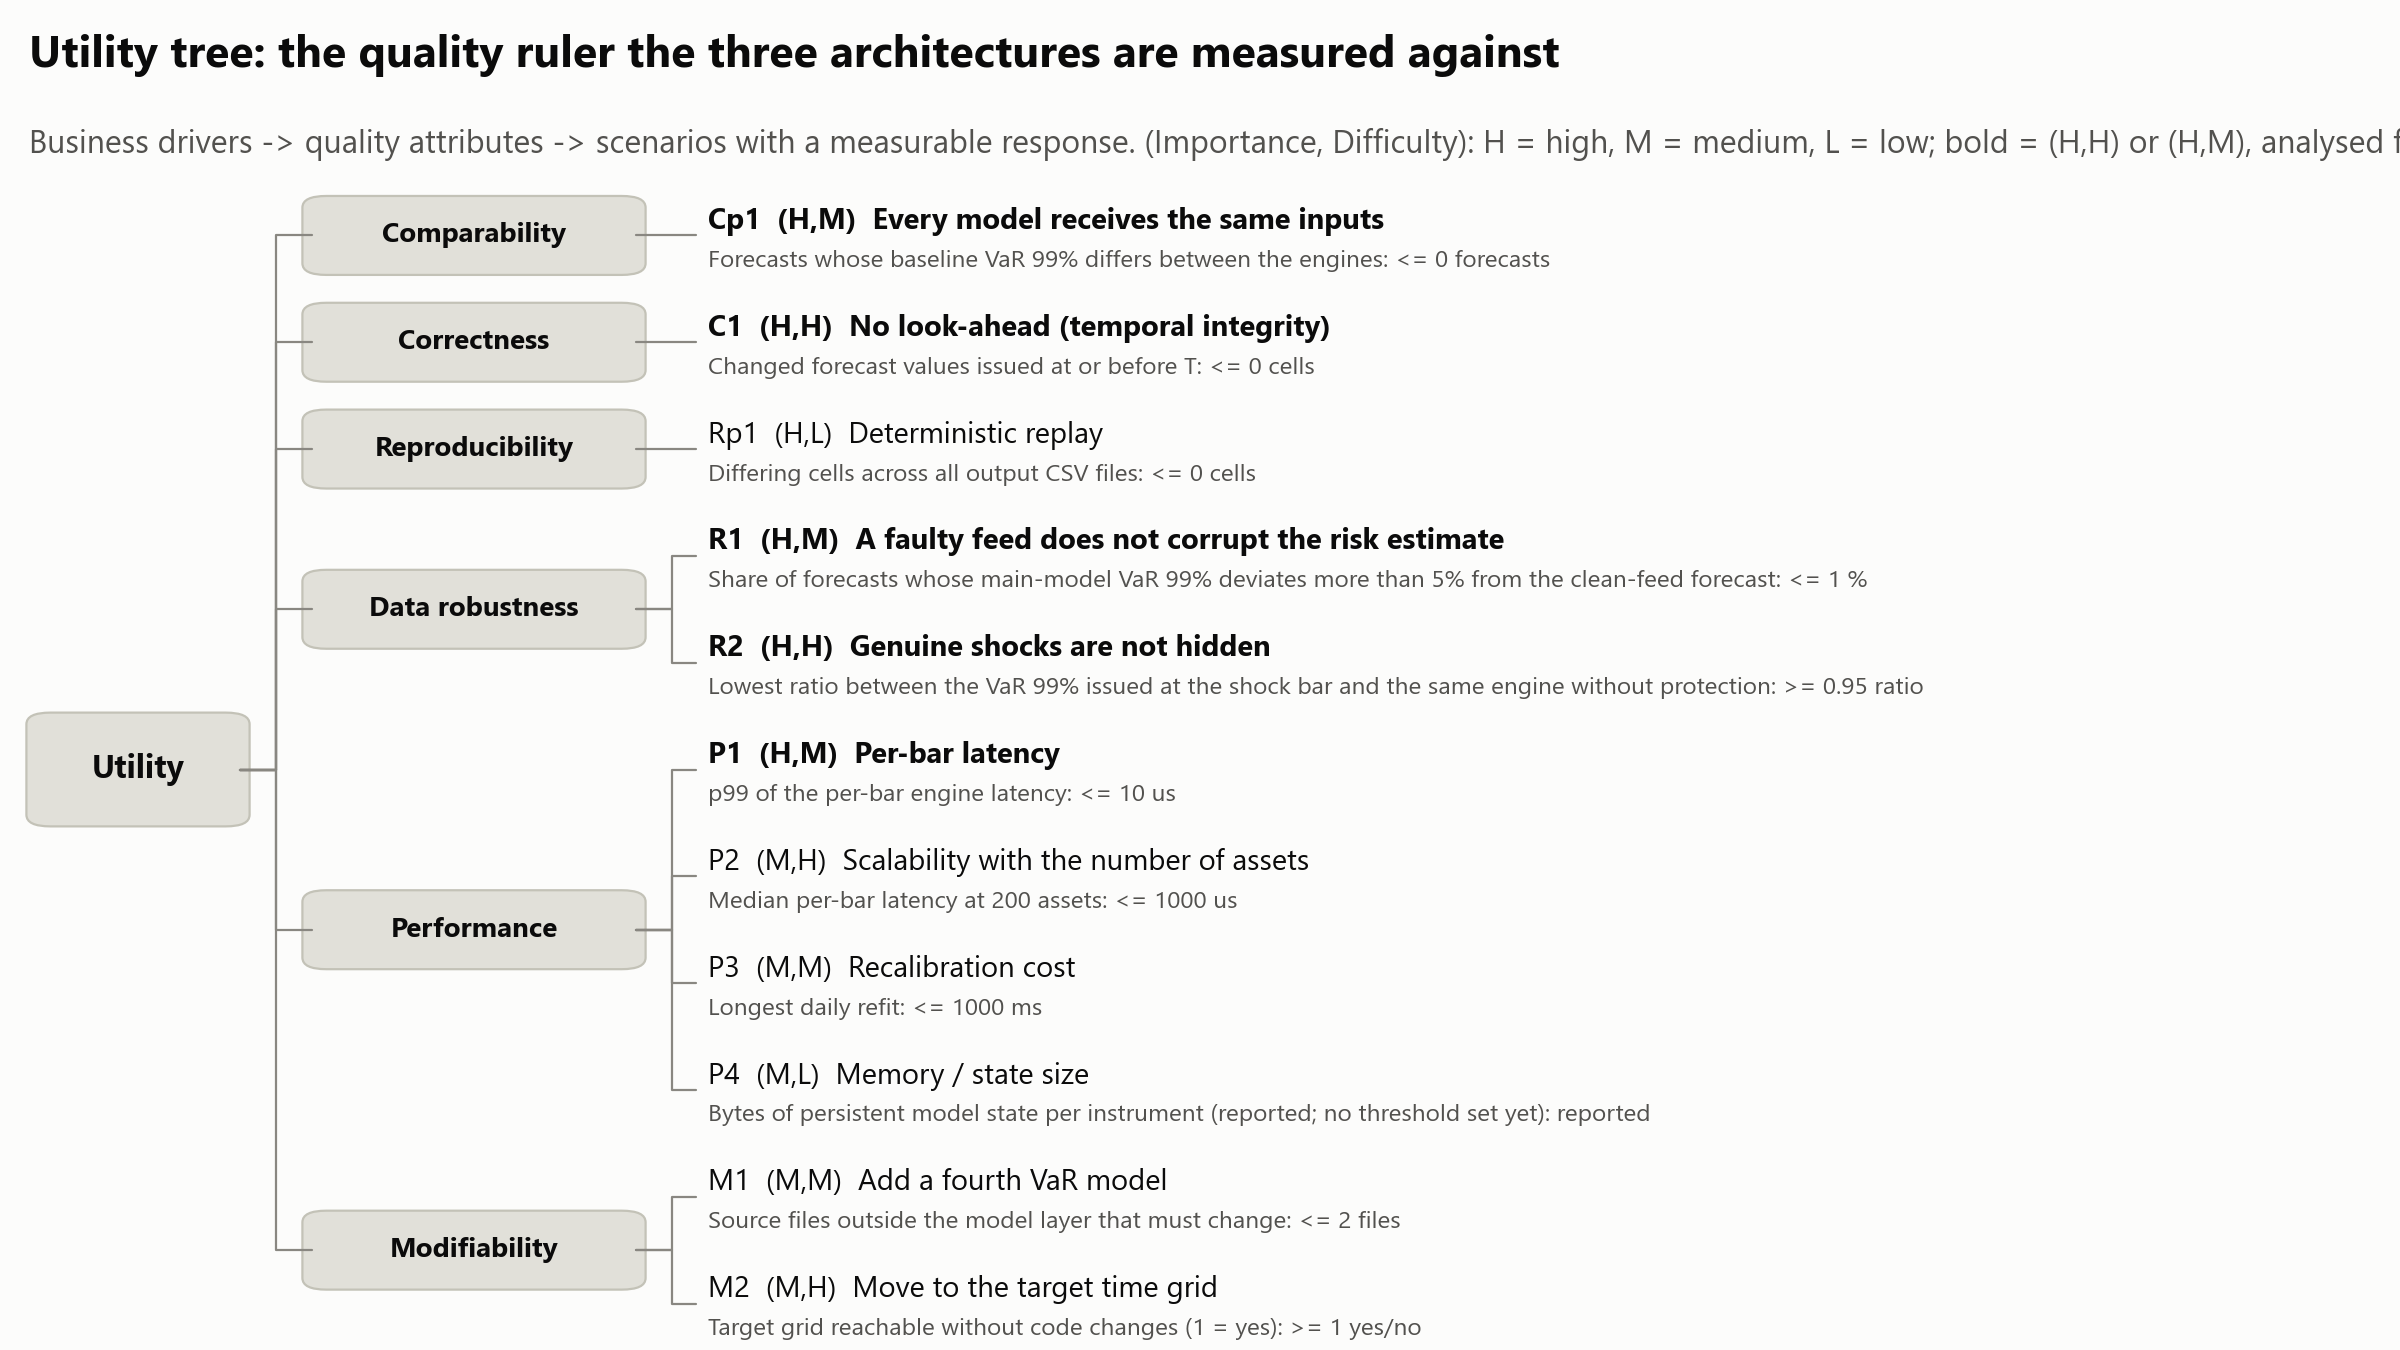 Utility tree: the quality ruler the three architectures are measured against
Business drivers -> quality attributes -> scenarios with a measurable response. (Importance, Difficulty): H = high, M = medium, L = low; bold = (H,H) or (H,M), analysed
Comparability
Cp1 (H,M) Every model receives the same inputs
Forecasts whose baseline VaR 99% differs between the engines: <= 0 forecasts
Correctness
C1 (H,H) No look-ahead (temporal integrity)
Changed forecast values issued at or before T: <= 0 cells
Reproducibility
Rp1 (H,L) Deterministic replay
Differing cells across all output CSV files: <= 0 cells
Data robustness
R1 (H,M) A faulty feed does not corrupt the risk estimate
Share of forecasts whose main-model VaR 99% deviates more than 5% from the clean-feed forecast: <= 1 %
R2 (H,H) Genuine shocks are not hidden
Lowest ratio between the VaR 99% issued at the shock bar and the same engine without protection: >= 0.95 ratio
Utility
Performance
P1 (H,M) Per-bar latency
p99 of the per-bar engine latency: <= 10 us
P2 (M,H) Scalability with the number of assets
Median per-bar latency at 200 assets: <= 1000 us
P3 (M,M) Recalibration cost
Longest daily refit: <= 1000 ms
P4 (M,L) Memory / state size
Bytes of persistent model state per instrument (reported; no threshold set yet): reported
Modifiability
M1 (M,M) Add a fourth VaR model
Source files outside the model layer that must change: <= 2 files
M2 (M,H) Move to the target time grid
Target grid reachable without code changes (1 = yes): >= 1 yes/no